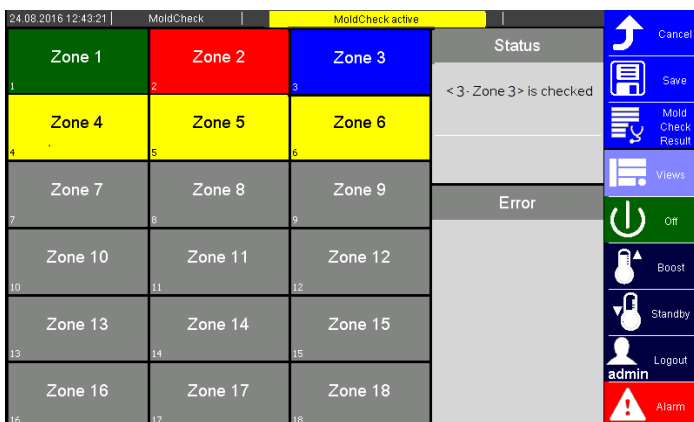 24.08.2016 12:43:21 MoldCheck MoldCheck active
Zone 1
1
Zone 2
2
Zone 3
3
Zone 4
4
Zone 5
5
Zone 6
6
Zone 7
7
Zone 8
8
Zone 9
9
Zone 10
10
Zone 11
11
Zone 12
12
Zone 13
13
Zone 14
14
Zone 15
15
Zone 16
16
Zone 17
17
Zone 18
18
Status
<3· Zone 3> is checked
Error
Cancel
Save
Mold
Check
Result
Views
Off
Boost
Standby
Logout
admin
Alarm